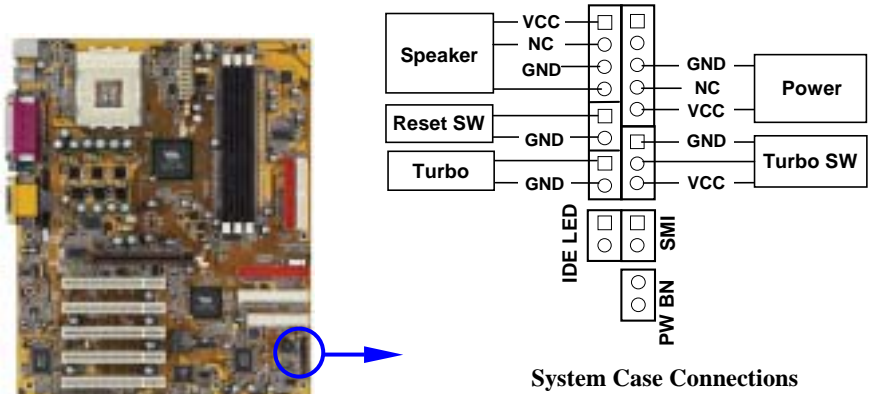 Speaker
VCC
NC
GND
GND
NC
VCC
Power
Reset SW
GND
Turbo
GND
GND
VCC
Turbo SW
IDE LED
SMI
PW BN
System Case Connections